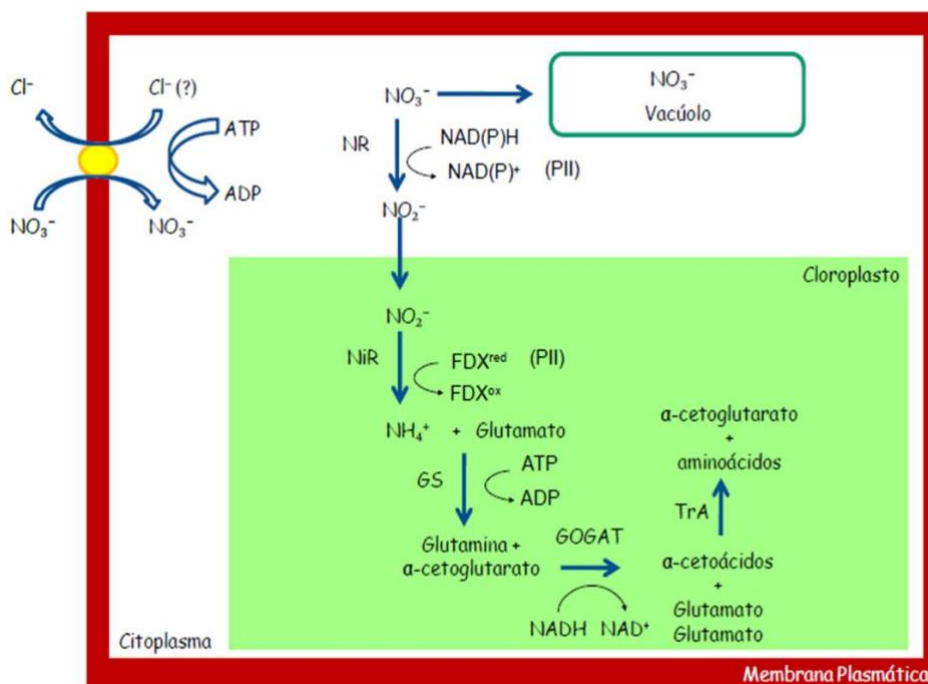 Cl⁻
Cl⁻ (?)
ATP
ADP
NO₃⁻
NO₃⁻
NO₃⁻
NO₃⁻
Vacúolo
NR
NAD(P)H
NAD(P)⁺
(PII)
NO₂⁻
Cloroplasto
NO₂⁻
NiR
FDXʳᵉᵈ
(PII)
FDXᵒˣ
NH₄⁺ + Glutamato
GS
ATP
ADP
Glutamina +
α-cetoglutarato
GOGAT
NADH NAD⁺
α-cetoglutarato
+
aminoácidos
TrA
α-cetoácidos
+
Glutamato
Glutamato
Citoplasma
Membrana Plasmática